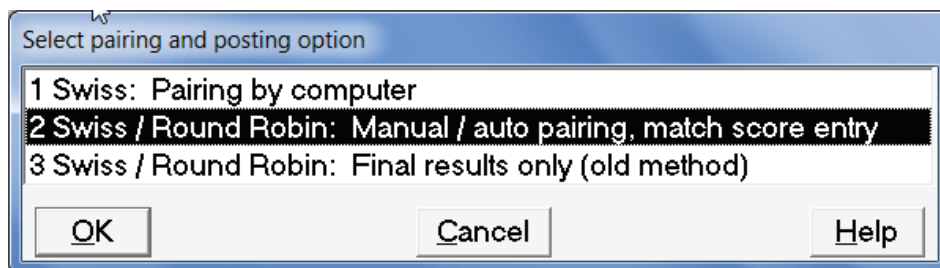 Select pairing and posting option
1 Swiss: Pairing by computer
2 Swiss / Round Robin: Manual / auto pairing, match score entry
3 Swiss / Round Robin: Final results only (old method)
OK Cancel Help